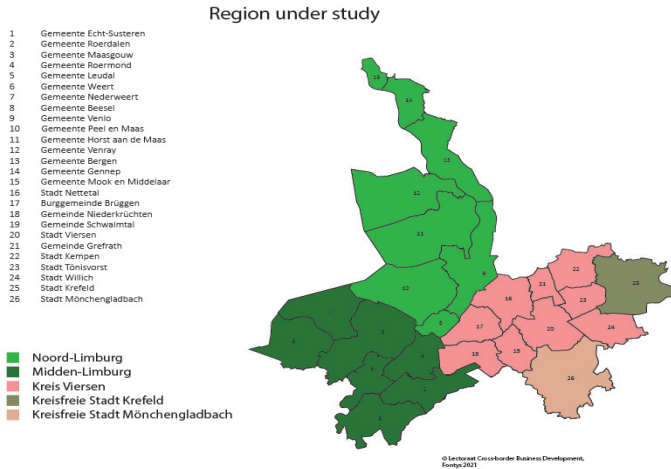 Region under study
1 Gemeente Echt-Susteren
2 Gemeente Roerdalen
3 Gemeente Maasgouw
4 Gemeente Roermond
5 Gemeente Leudal
6 Gemeente Weert
7 Gemeente Nederweert
8 Gemeente Beesel
9 Gemeente Venlo
10 Gemeente Peel en Maas
11 Gemeente Horst aan de Maas
12 Gemeente Venray
13 Gemeente Bergen
14 Gemeente Gennep
15 Gemeente Mook en Middelaar
16 Stadt Nettetal
17 Burggemeinde Brüggen
18 Gemeinde Niederkrüchten
19 Gemeinde Schwalmtal
20 Stadt Viersen
21 Gemeinde Grefrath
22 Stadt Kempen
23 Stadt Tönisvorst
24 Stadt Willich
25 Stadt Krefeld
26 Stadt Mönchengladbach
15
14
13
12
11
10
9
8
22
21
25
23
16
20
24
17
19
18
26
Noord-Limburg
Midden-Limburg
Kreis Viersen
Kreisfreie Stadt Krefeld
Kreisfreie Stadt Mönchengladbach
© Lectoraat Cross-border Business Development,
Fontys 2021